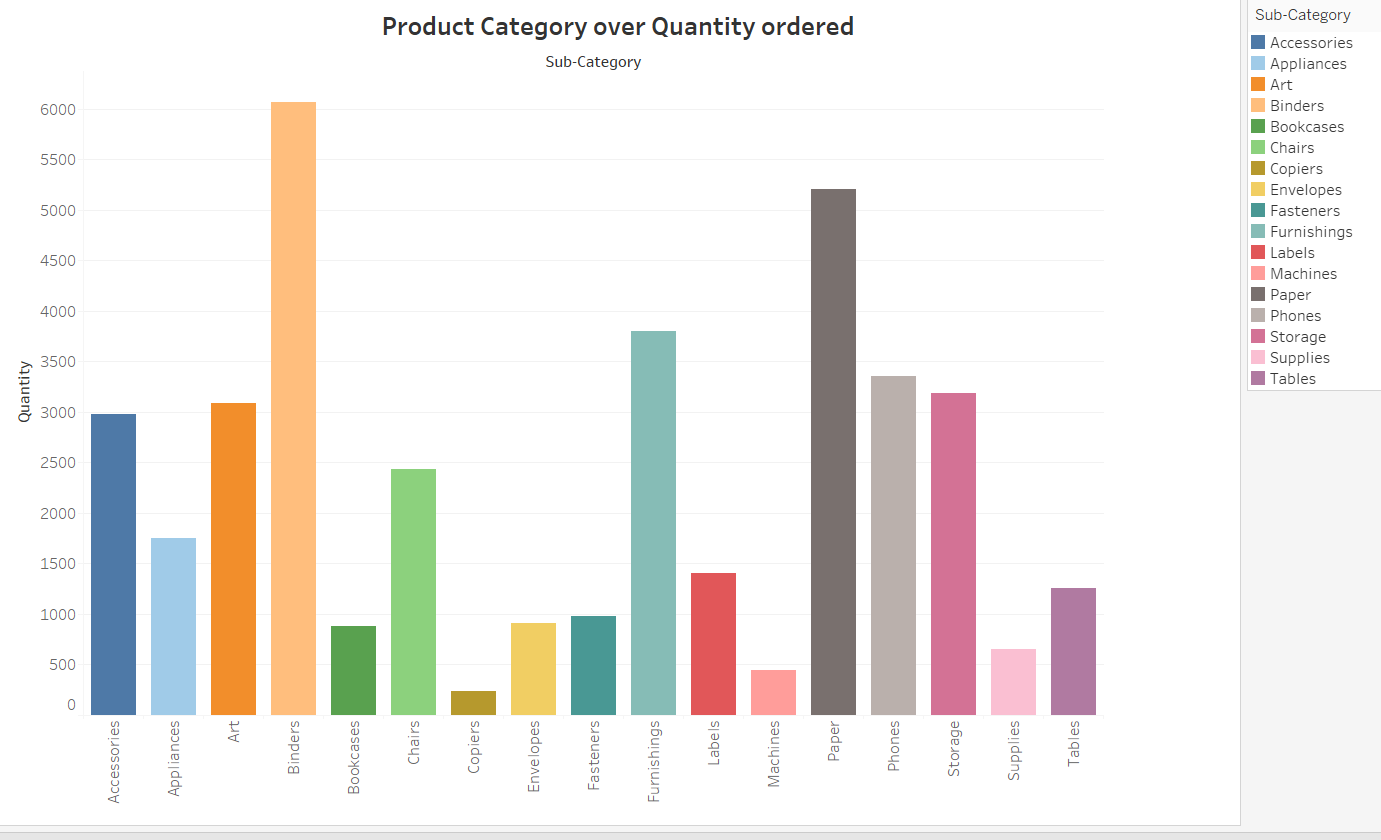 Product Category over Quantity ordered
Sub-Category
Quantity
6000
5500
5000
4500
4000
3500
3000
2500
2000
1500
1000
500
0
Accessories
Appliances
Art
Binders
Bookcases
Chairs
Copiers
Envelopes
Fasteners
Furnishings
Labels
Machines
Paper
Phones
Storage
Supplies
Tables
Sub-Category
Accessories
Appliances
Art
Binders
Bookcases
Chairs
Copiers
Envelopes
Fasteners
Furnishings
Labels
Machines
Paper
Phones
Storage
Supplies
Tables